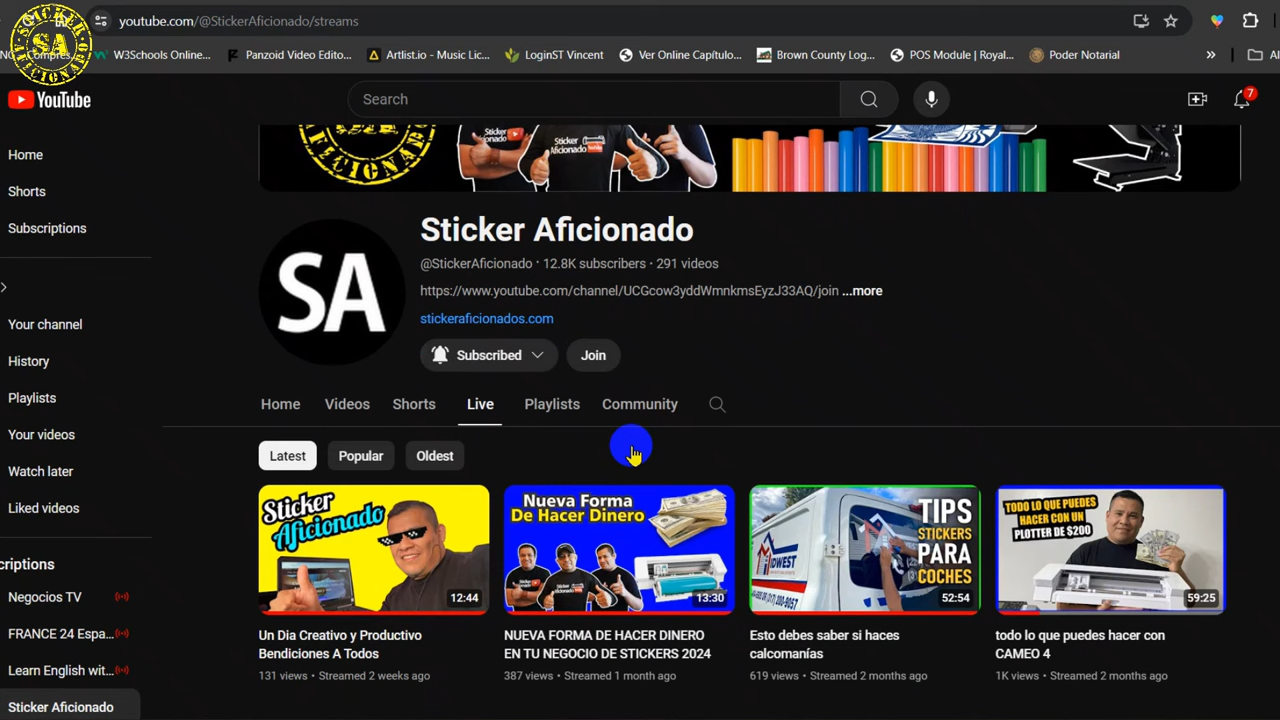 youtube.com/@StickerAficionado/streams
W3Schools Online... Panzoid Video Edito... Artlist.io - Music Lic... LoginST Vincent Ver Online Capítulo... Brown County Log... POS Module | Royal... Poder Notarial » Al
STICKER
SA
AFICIONADO
YouTube
Search
7
Home
Shorts
Subscriptions
Your channel
History
Playlists
Your videos
Watch later
Liked videos
criptions
Negocios TV
FRANCE 24 Espa...
Learn English wit...
Sticker Aficionado
SA
Sticker Aficionado
@StickerAficionado · 12.8K subscribers · 291 videos
https://www.youtube.com/channel/UCGcow3yddWmnkmsEyzJ33AQ/join ...more
stickeraficionados.com
Subscribed Join
Home Videos Shorts Live Playlists Community
Latest Popular Oldest
Sticker
Aficionado
12:44
Un Dia Creativo y Productivo
Bendiciones A Todos
131 views • Streamed 2 weeks ago
Nueva Forma
De Hacer Dinero
13:30
NUEVA FORMA DE HACER DINERO
EN TU NEGOCIO DE STICKERS 2024
387 views • Streamed 1 month ago
MIDWEST
TIPS
STICKERS
PARA
COCHES
52:54
Esto debes saber si haces
calcomanías
619 views • Streamed 2 months ago
TODO LO QUE PUEDES
HACER CON UN
PLOTTER DE $200
59:25
todo lo que puedes hacer con
CAMEO 4
1K views • Streamed 2 months ago